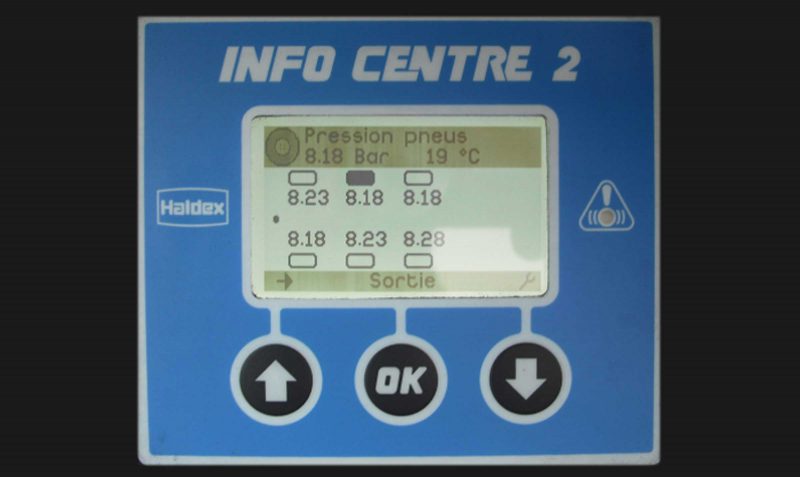 INFO CENTRE 2
Pression pneus
8.18 Bar 19 °C
8.23 8.18 8.18
Haldex
8.18 8.23 8.28
Sortie
OK